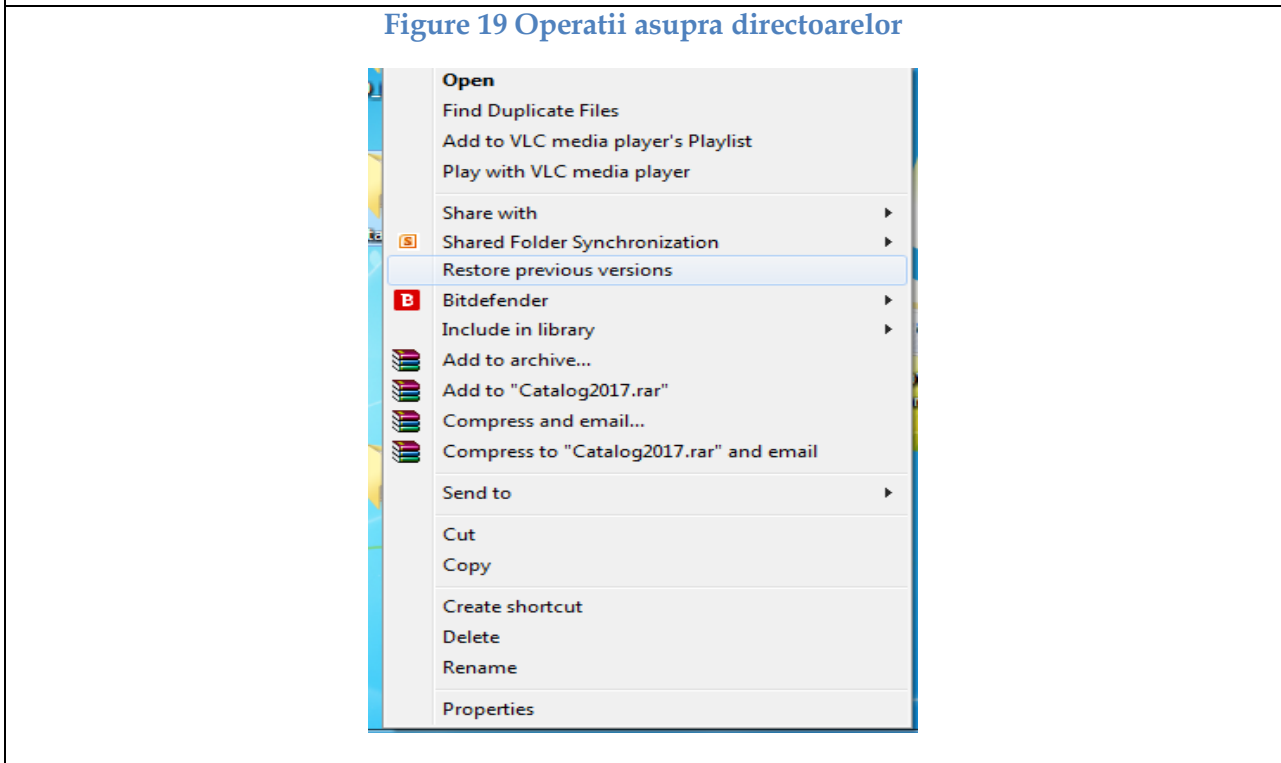 Figure 19 Operatii asupra directoarelor
Open
Find Duplicate Files
Add to VLC media player's Playlist
Play with VLC media player
Share with
S Shared Folder Synchronization
Restore previous versions
B Bitdefender
Include in library
Add to archive...
Add to "Catalog2017.rar"
Compress and email...
Compress to "Catalog2017.rar" and email
Send to
Cut
Copy
Create shortcut
Delete
Rename
Properties